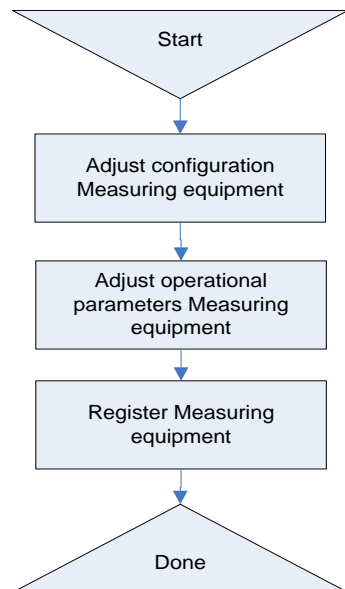 Start
Adjust configuration
Measuring equipment
Adjust operational
parameters Measuring
equipment
Register Measuring
equipment
Done